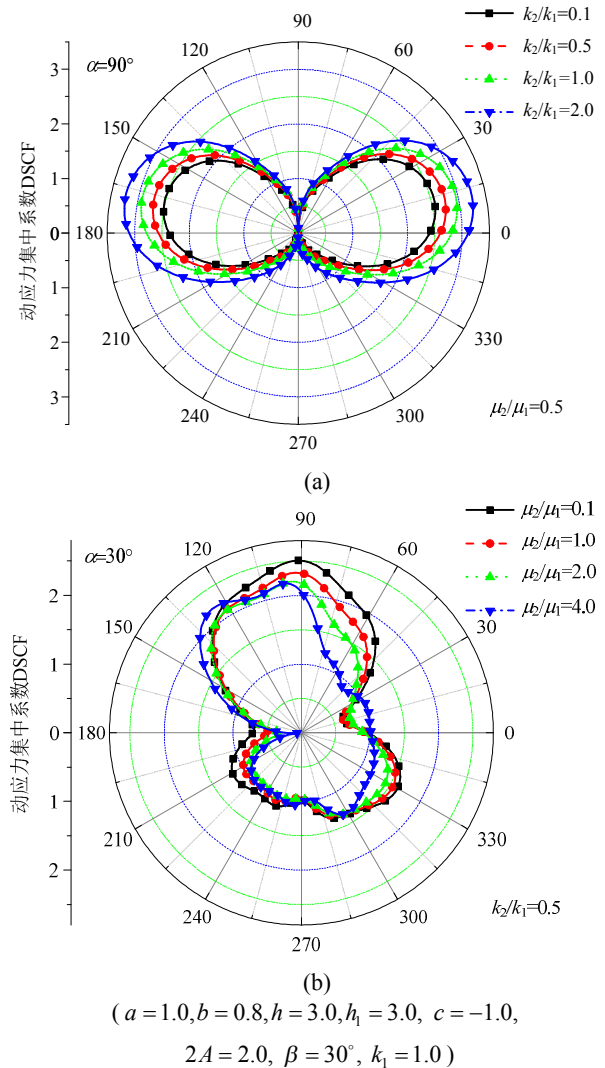 90
120
60
α=90°
k₂/k₁=0.1
k₂/k₁=0.5
k₂/k₁=1.0
k₂/k₁=2.0
150
30
180
0
210
330
240
300
270
3
2
1
0
1
2
3
动应力集中系数DSCF
μ₂/μ₁=0.5
(a)
90
120
60
α=30°
μ₂/μ₁=0.1
μ₂/μ₁=1.0
μ₂/μ₁=2.0
μ₂/μ₁=4.0
150
30
180
0
210
330
240
300
270
2
1
0
1
2
动应力集中系数DSCF
k₂/k₁=0.5
(b)
( a = 1.0, b = 0.8, h = 3.0, h₁ = 3.0, c = −1.0,
2A = 2.0, β = 30°, k₁ = 1.0 )